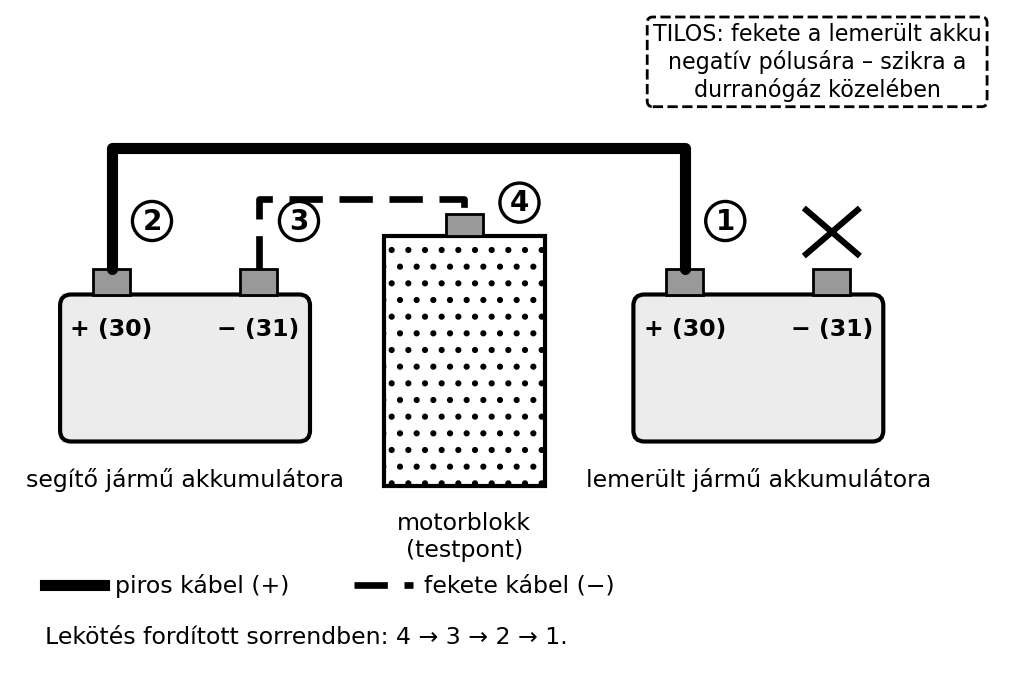 TILOS: fekete a lemerült akku
negatív pólusára – szikra a
durranógáz közelében
2
3
4
1
+ (30)
− (31)
+ (30)
− (31)
segítő jármű akkumulátora
lemerült jármű akkumulátora
motorblokk
(testpont)
piros kábel (+)
fekete kábel (−)
Lekötés fordított sorrendben: 4 → 3 → 2 → 1.